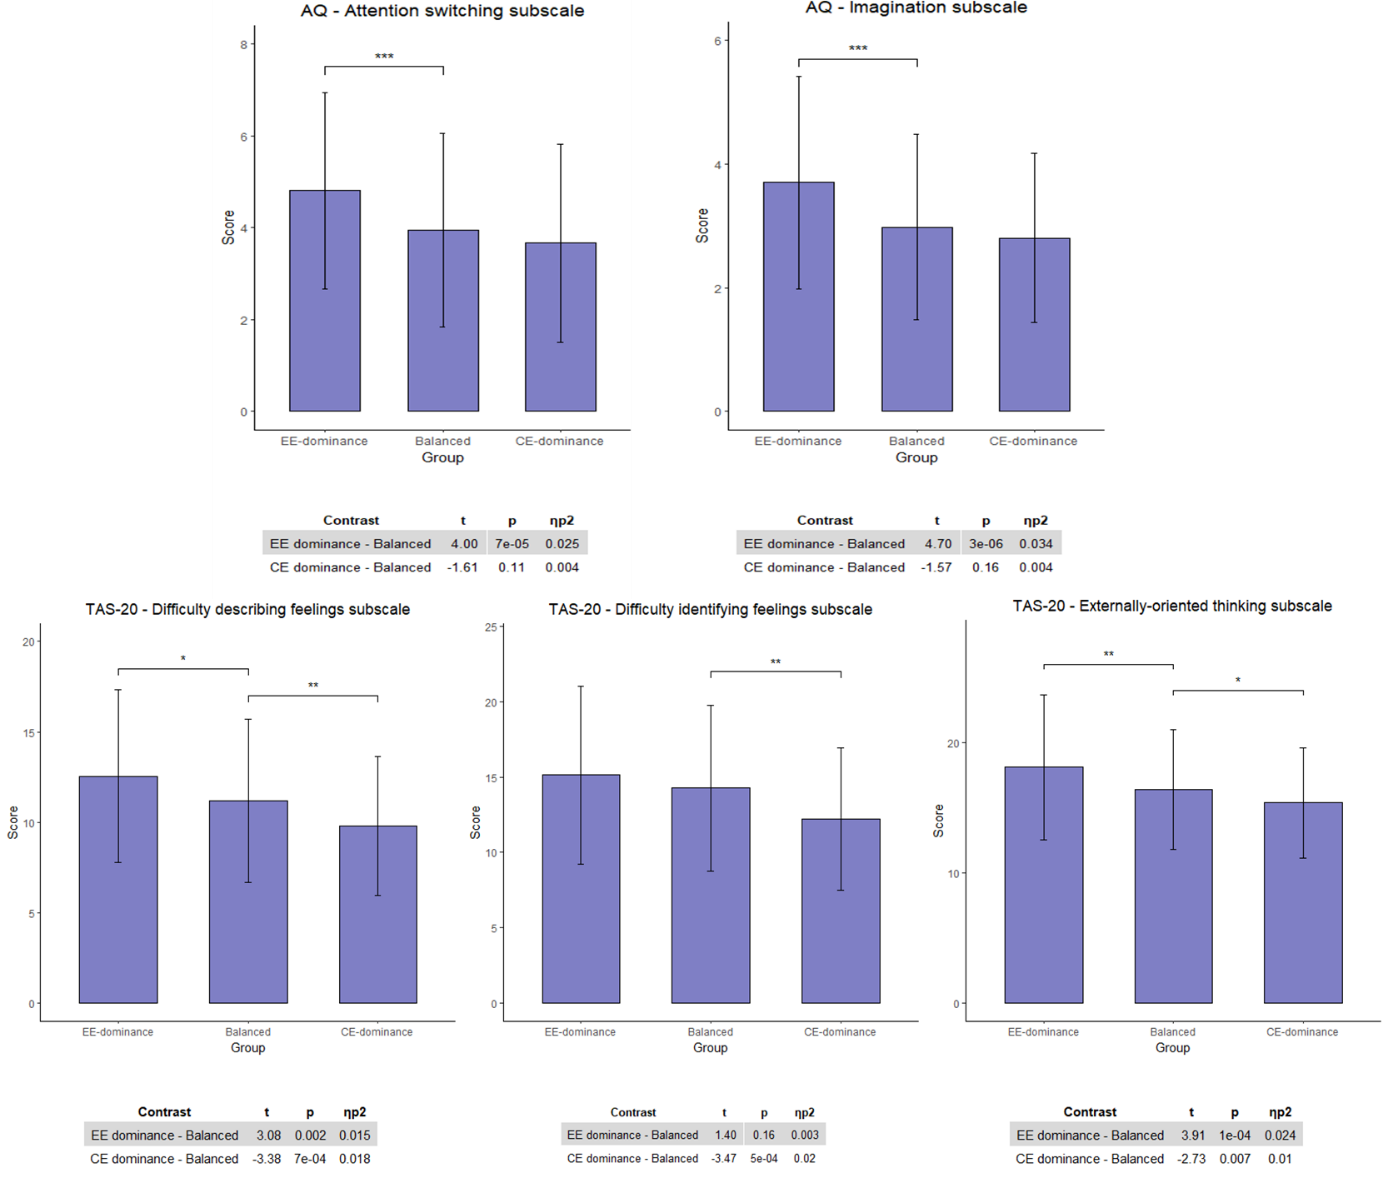 AQ - Attention switching subscale
8
6
4
2
0
Score
***
EE-dominance Balanced CE-dominance
Group
Contrast t p ηp2
EE dominance - Balanced 4.00 7e-05 0.025
CE dominance - Balanced -1.61 0.11 0.004
AQ - Imagination subscale
6
4
2
0
Score
***
EE-dominance Balanced CE-dominance
Group
Contrast t p ηp2
EE dominance - Balanced 4.70 3e-06 0.034
CE dominance - Balanced -1.57 0.16 0.004
TAS-20 - Difficulty describing feelings subscale
20
15
10
5
0
Score
*
**
EE-dominance Balanced CE-dominance
Group
Contrast t p ηp2
EE dominance - Balanced 3.08 0.002 0.015
CE dominance - Balanced -3.38 7e-04 0.018
TAS-20 - Difficulty identifying feelings subscale
25
20
15
10
5
0
Score
**
EE-dominance Balanced CE-dominance
Group
Contrast t p ηp2
EE dominance - Balanced 1.40 0.16 0.003
CE dominance - Balanced -3.47 5e-04 0.02
TAS-20 - Externally-oriented thinking subscale
20
10
0
Score
**
*
EE-dominance Balanced CE-dominance
Group
Contrast t p ηp2
EE dominance - Balanced 3.91 1e-04 0.024
CE dominance - Balanced -2.73 0.007 0.01